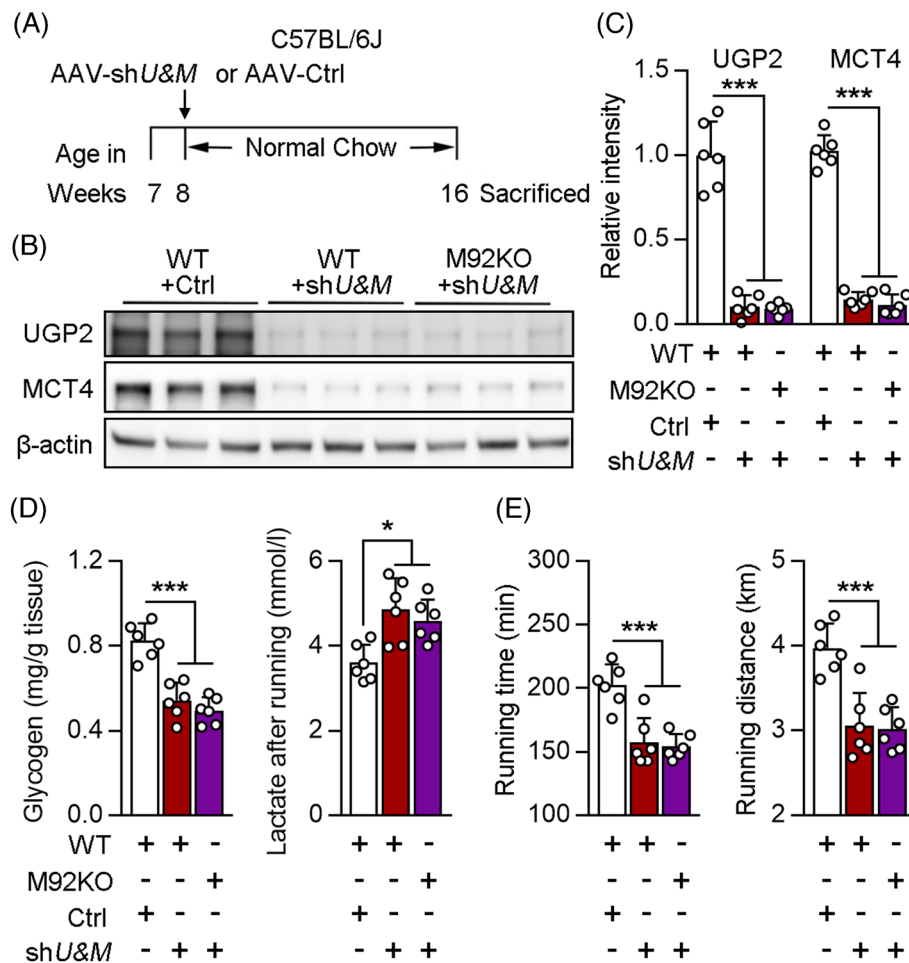 (A)
C57BL/6J
AAV-shU&M or AAV-Ctrl
Age in
Normal Chow
Weeks 7 8 16 Sacrificed
(B)
WT +Ctrl
WT +shU&M
M92KO +shU&M
UGP2
MCT4
β-actin
(C)
UGP2 MCT4
Relative intensity
1.5
1.0
0.5
0.0
*** ***
WT + + - + + -
M92KO - - + - - +
Ctrl + - - + - -
shU&M - + + - + +
(D)
Glycogen (mg/g tissue)
1.2
0.8
0.4
0.0
***
Lactate after running (mmol/l)
6
4
2
0
*
WT + + - + + -
M92KO - - + - - +
Ctrl + - - + - -
shU&M - + + - + +
(E)
Running time (min)
300
250
200
150
100
***
Running distance (km)
5
4
3
2
***
+ + - + + -
- - + - - +
+ - - + - -
- + + - + +